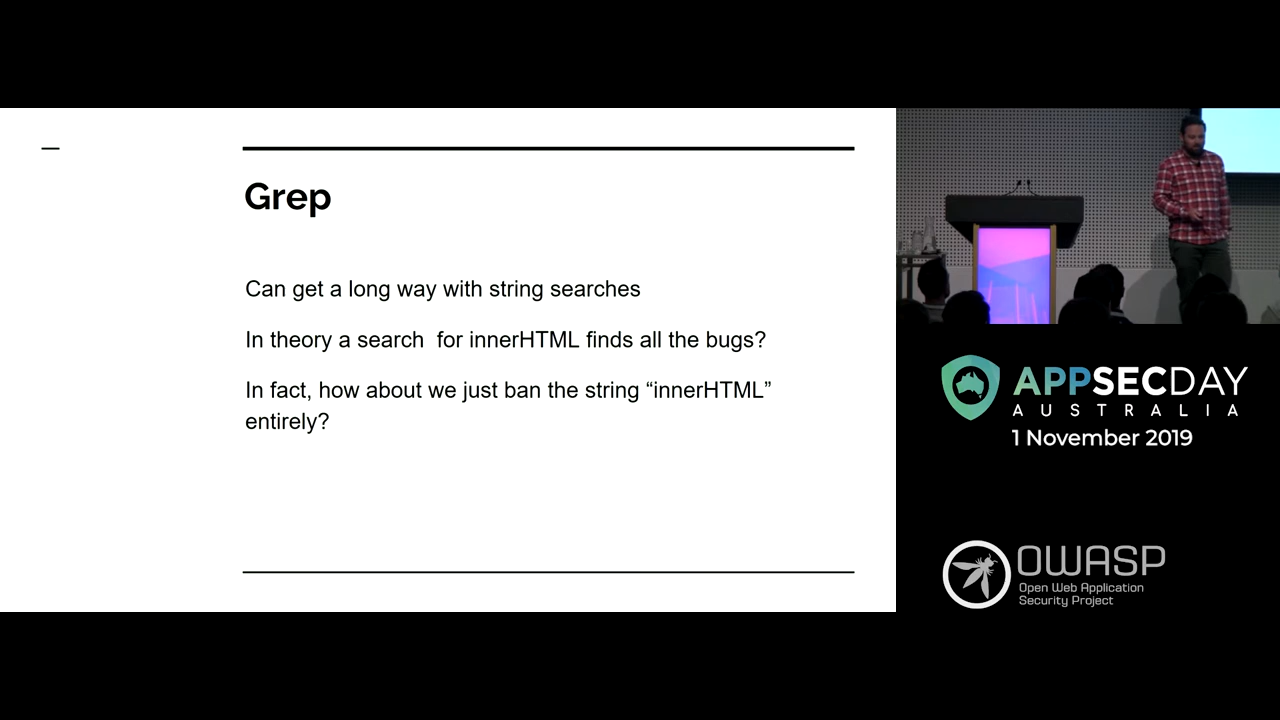 Grep
Can get a long way with string searches
In theory a search  for innerHTML finds all the bugs?
In fact, how about we just ban the string “innerHTML”
entirely?
APPSECDAY
AUSTRALIA
1 November 2019
OWASP
Open Web Application
Security Project